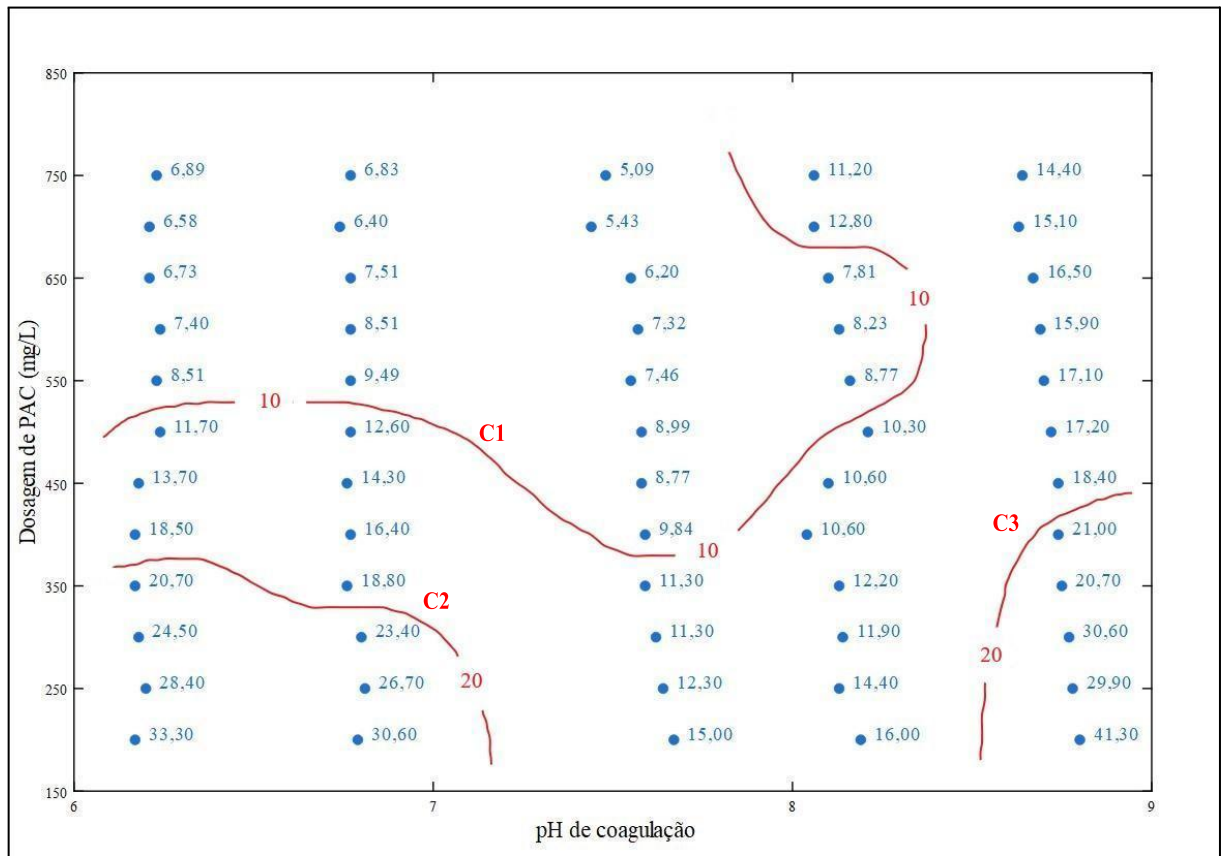 850
750
6,89 6,83 5,09 11,20 14,40
6,58 6,40 5,43 12,80 15,10
650
6,73 7,51 6,20 7,81 16,50
10
7,40 8,51 7,32 8,23 15,90
550
8,51 9,49 7,46 8,77 17,10
10
11,70 12,60 C1 8,99 10,30 17,20
450
13,70 14,30 8,77 10,60 18,40
18,50 16,40 9,84 10,60 C3 21,00
10
350
20,70 18,80 11,30 12,20 20,70
C2
24,50 23,40 11,30 11,90 30,60
20
250
28,40 26,70 20 12,30 14,40 29,90
33,30 30,60 15,00 16,00 41,30
150
6 7 8 9
Dosagem de PAC (mg/L)
pH de coagulação